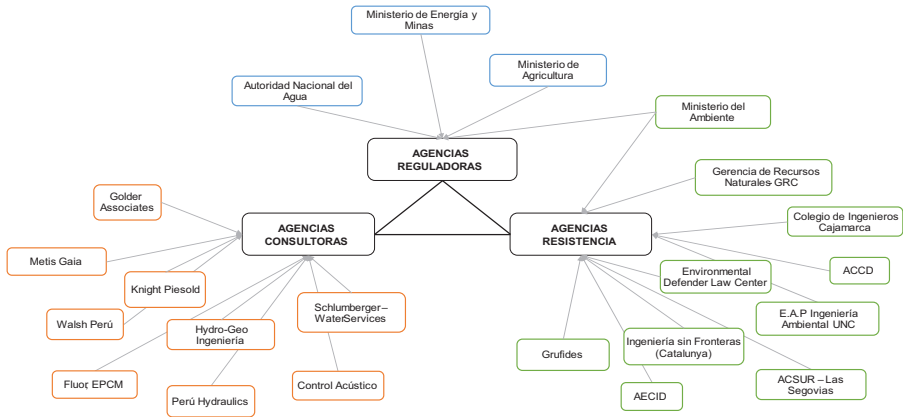 Ministerio de Energía y
Minas
Ministerio de
Agricultura
Autoridad Nacional del
Agua
Ministerio del
Ambiente
AGENCIAS
REGULADORAS
Gerencia de Recursos
Naturales-GRC
Golder
Associates
Colegio de Ingenieros
Cajamarca
AGENCIAS
CONSULTORAS
AGENCIAS
RESISTENCIA
Metis Gaia
ACCD
Environmental
Defender Law Center
Knight Piesold
Schlumberger–
WaterServices
E.A.P Ingeniería
Ambiental UNC
Walsh Perú
Hydro-Geo
Ingeniería
Ingeniería sin Fronteras
(Catalunya)
Grufides
Fluor, EPCM
Control Acústico
ACSUR – Las
Segovias
Perú Hydraulics
AECID